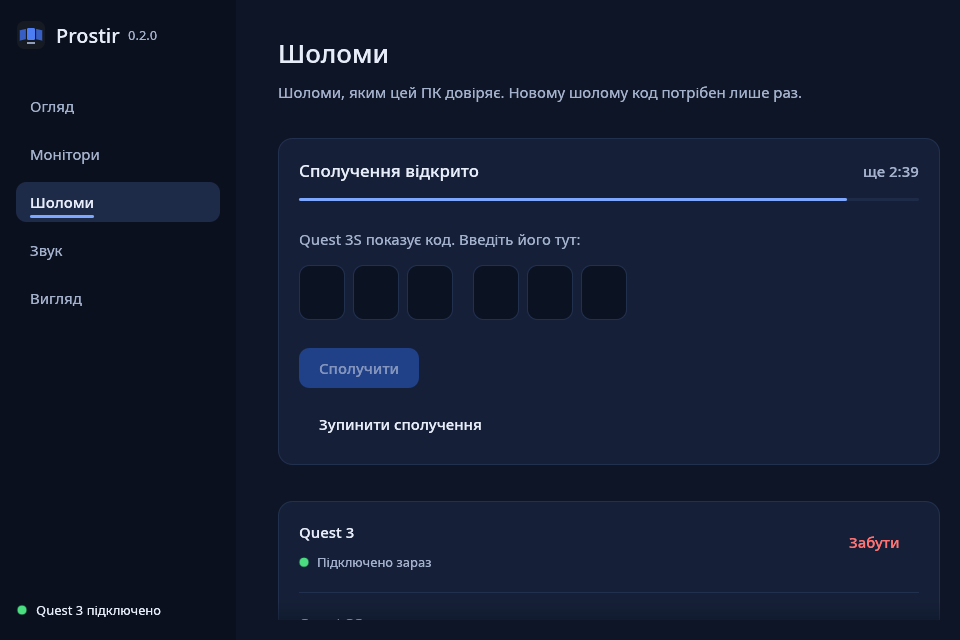 Prostir 0.2.0
Огляд
Монітори
Шоломи
Звук
Вигляд
Quest 3 підключено
Шоломи
Шоломи, яким цей ПК довіряє. Новому шолому код потрібен лише раз.
Сполучення відкрито
ще 2:39
Quest 3S показує код. Введіть його тут:
Сполучити
Зупинити сполучення
Quest 3
Підключено зараз
Забути